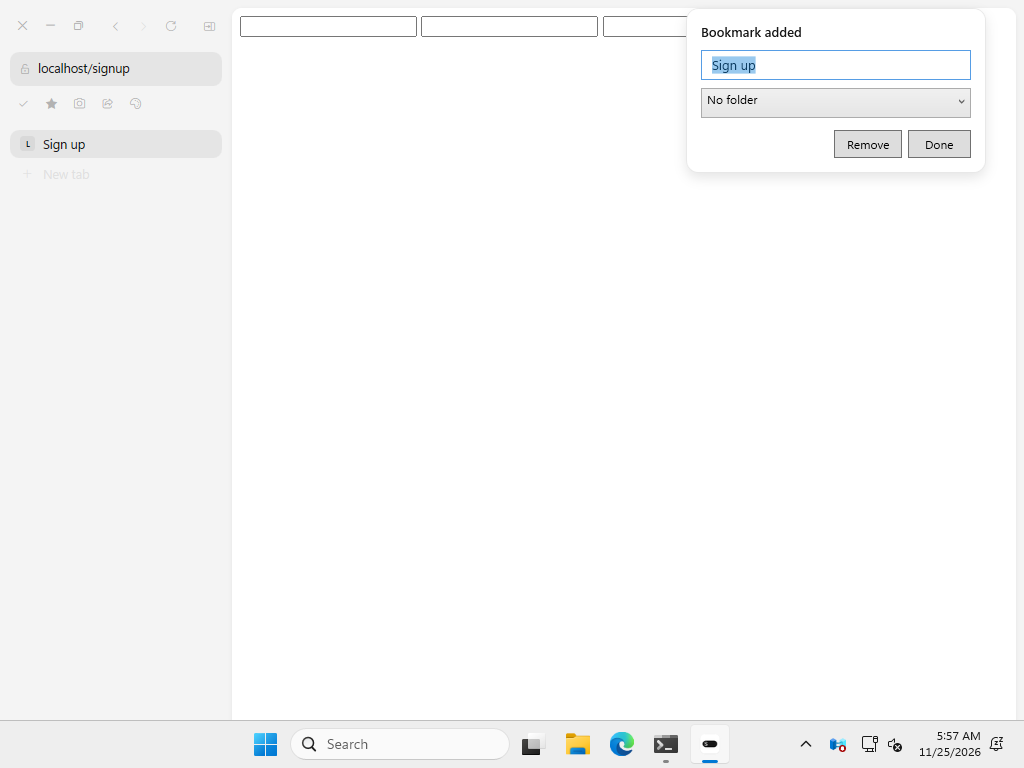 localhost/signup
L Sign up
New tab
Bookmark added
Sign up
No folder
Remove Done
Search
5:57 AM
11/25/2026